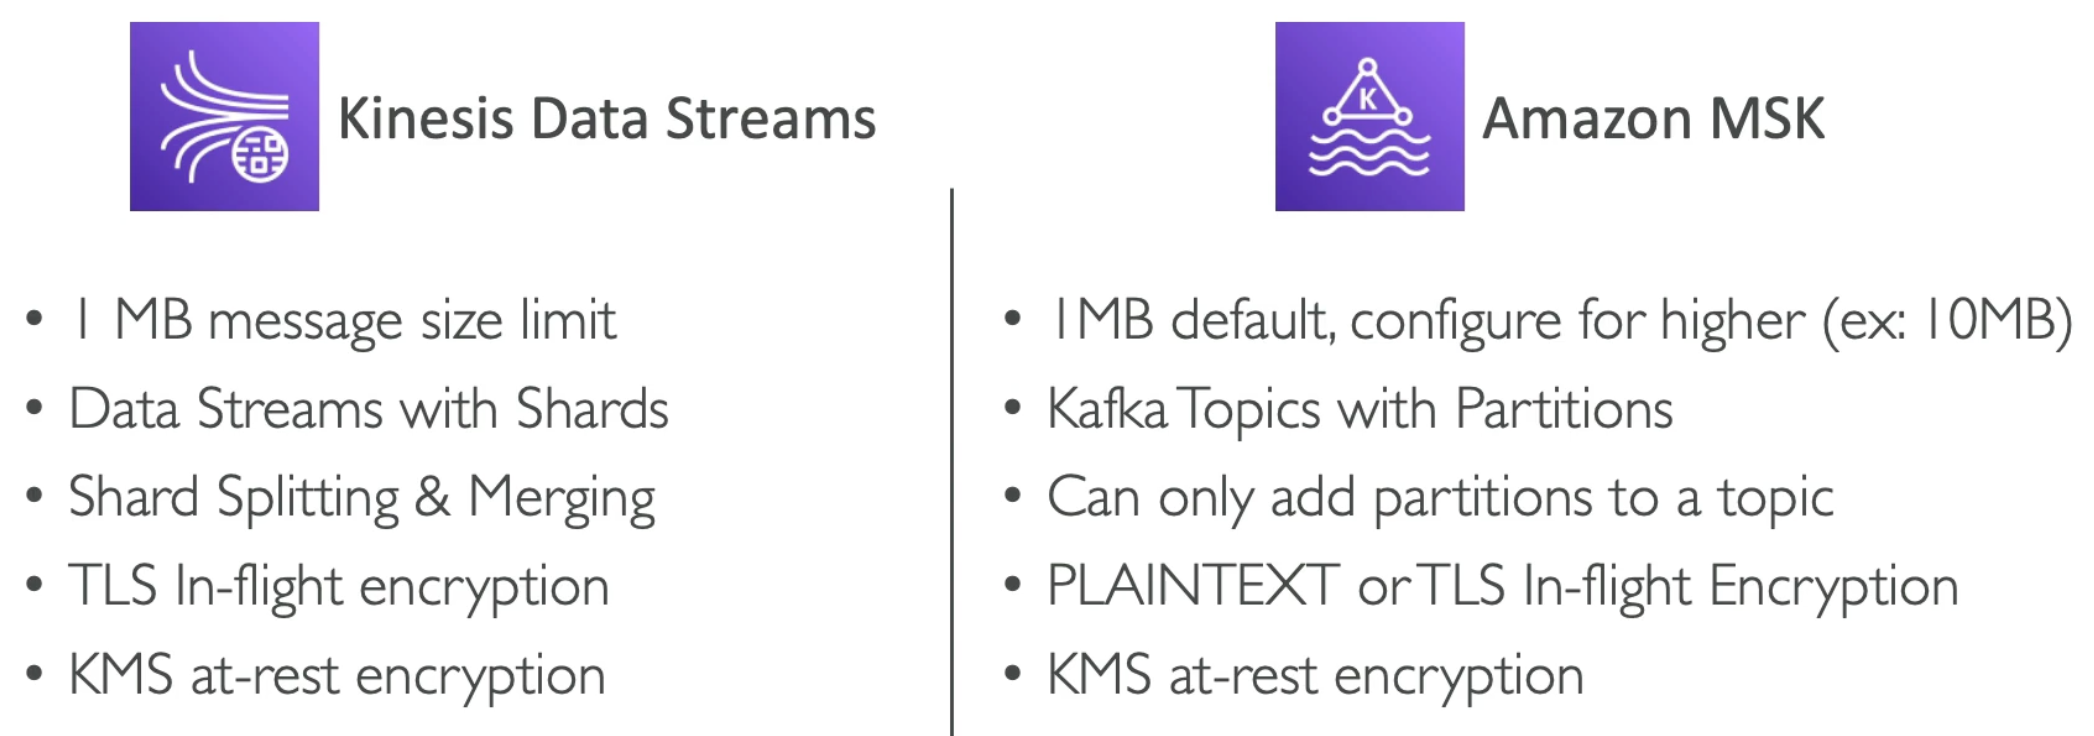 Kinesis Data Streams
• 1 MB message size limit
• Data Streams with Shards
• Shard Splitting & Merging
• TLS In-flight encryption
• KMS at-rest encryption
K
Amazon MSK
• 1MB default, configure for higher (ex: 10MB)
• Kafka Topics with Partitions
• Can only add partitions to a topic
• PLAINTEXT or TLS In-flight Encryption
• KMS at-rest encryption